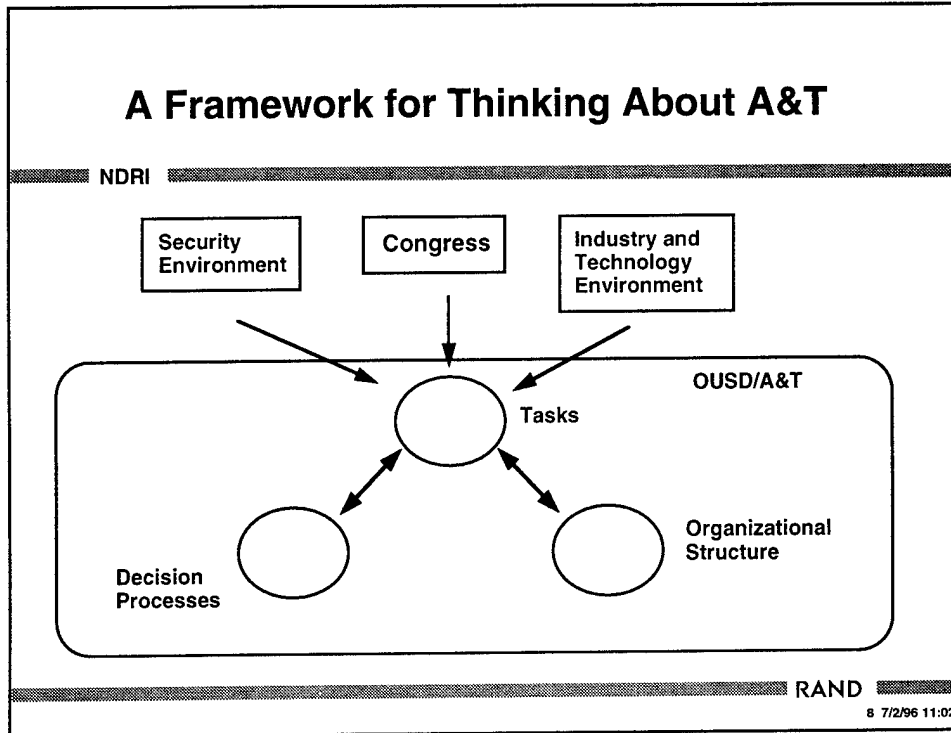 A Framework for Thinking About A&T
NDRI
Security
Environment
Congress
Industry and
Technology
Environment
OUSD/A&T
Tasks
Organizational
Structure
Decision
Processes
RAND
8 7/2/96 11:02